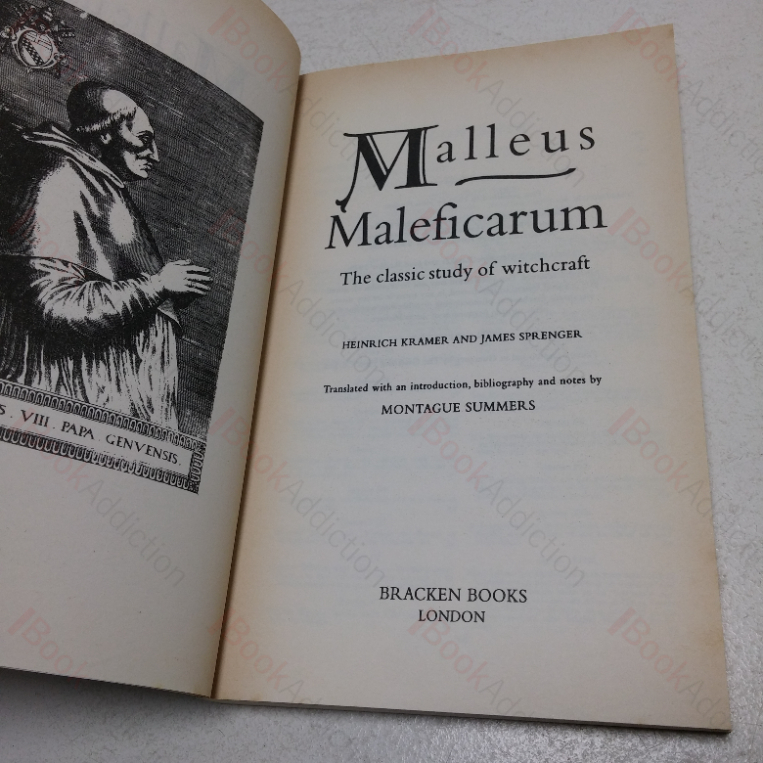 S. VIII. PAPA GENVENSIS.
Malleus
Maleficarum
The classic study of witchcraft
HEINRICH KRAMER AND JAMES SPRENGER
Translated with an introduction, bibliography and notes by
MONTAGUE SUMMERS
BRACKEN BOOKS
LONDON
BookAddiction